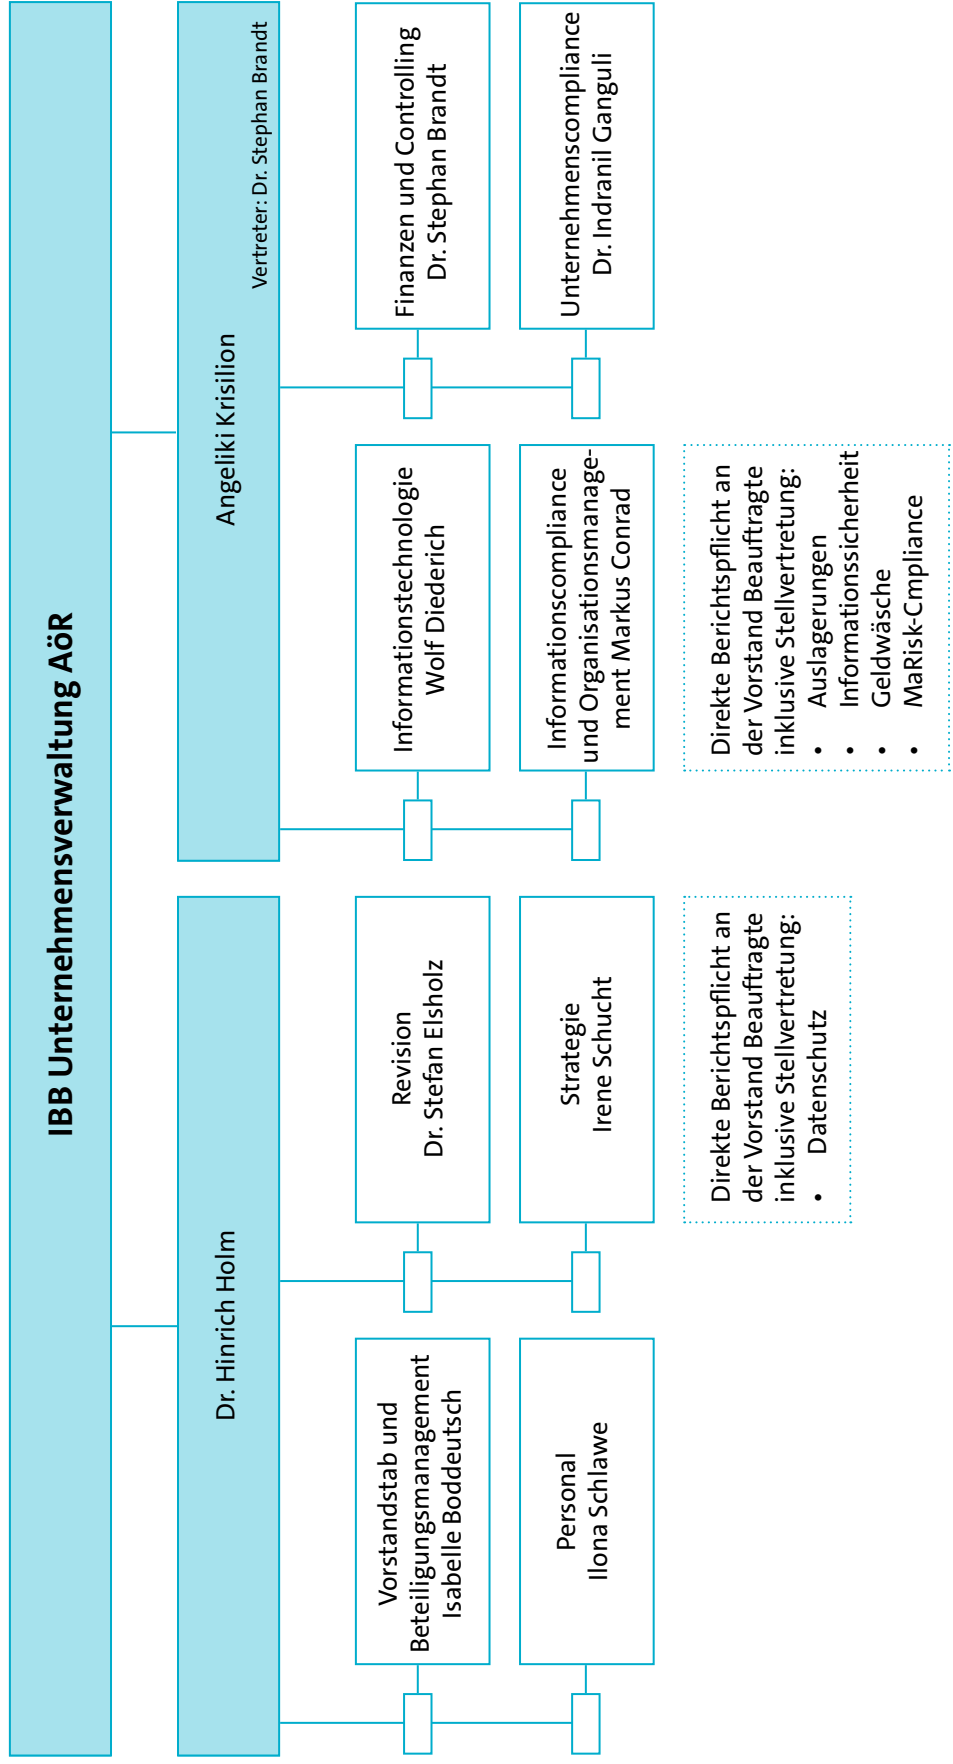 IBB Unternehmensverwaltung AöR
Dr. Hinrich Holm
Vorstandstab und
Beteiligungsmanagement
Isabelle Boddeutsch
Personal
Ilona Schlawe
Revision
Dr. Stefan Elsholz
Strategie
Irene Schucht
Direkte Berichtspflicht an
der Vorstand Beauftragte
inklusive Stellvertretung:
• Datenschutz
Angeliki Krisilion
Vertreter: Dr. Stephan Brandt
Informationstechnologie
Wolf Diederich
Informationscompliance
und Organisationsmanage-
ment Markus Conrad
Finanzen und Controlling
Dr. Stephan Brandt
Unternehmenscompliance
Dr. Indranil Ganguli
Direkte Berichtspflicht an
der Vorstand Beauftragte
inklusive Stellvertretung:
• Auslagerungen
• Informationssicherheit
• Geldwäsche
• MaRisk-Cmpliance